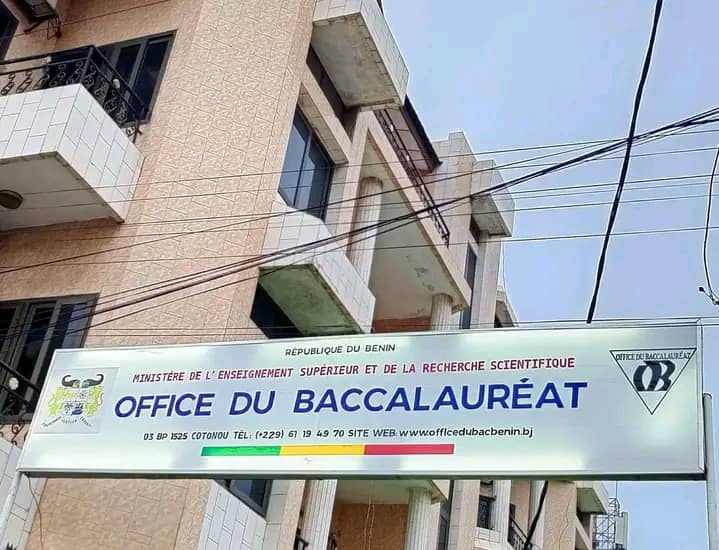 RÉPUBLIQUE DU BENIN
MINISTÈRE DE L'ENSEIGNEMENT SUPÉRIEUR ET DE LA RECHERCHE SCIENTIFIQUE
OFFICE DU BACCALAURÉAT
03 BP 1525 COTONOU TÉL: (+229) 61 19 49 70 SITE WEB: www.officedubacbenin.bj
OFFICE DU BACCALAURÉAT
OB